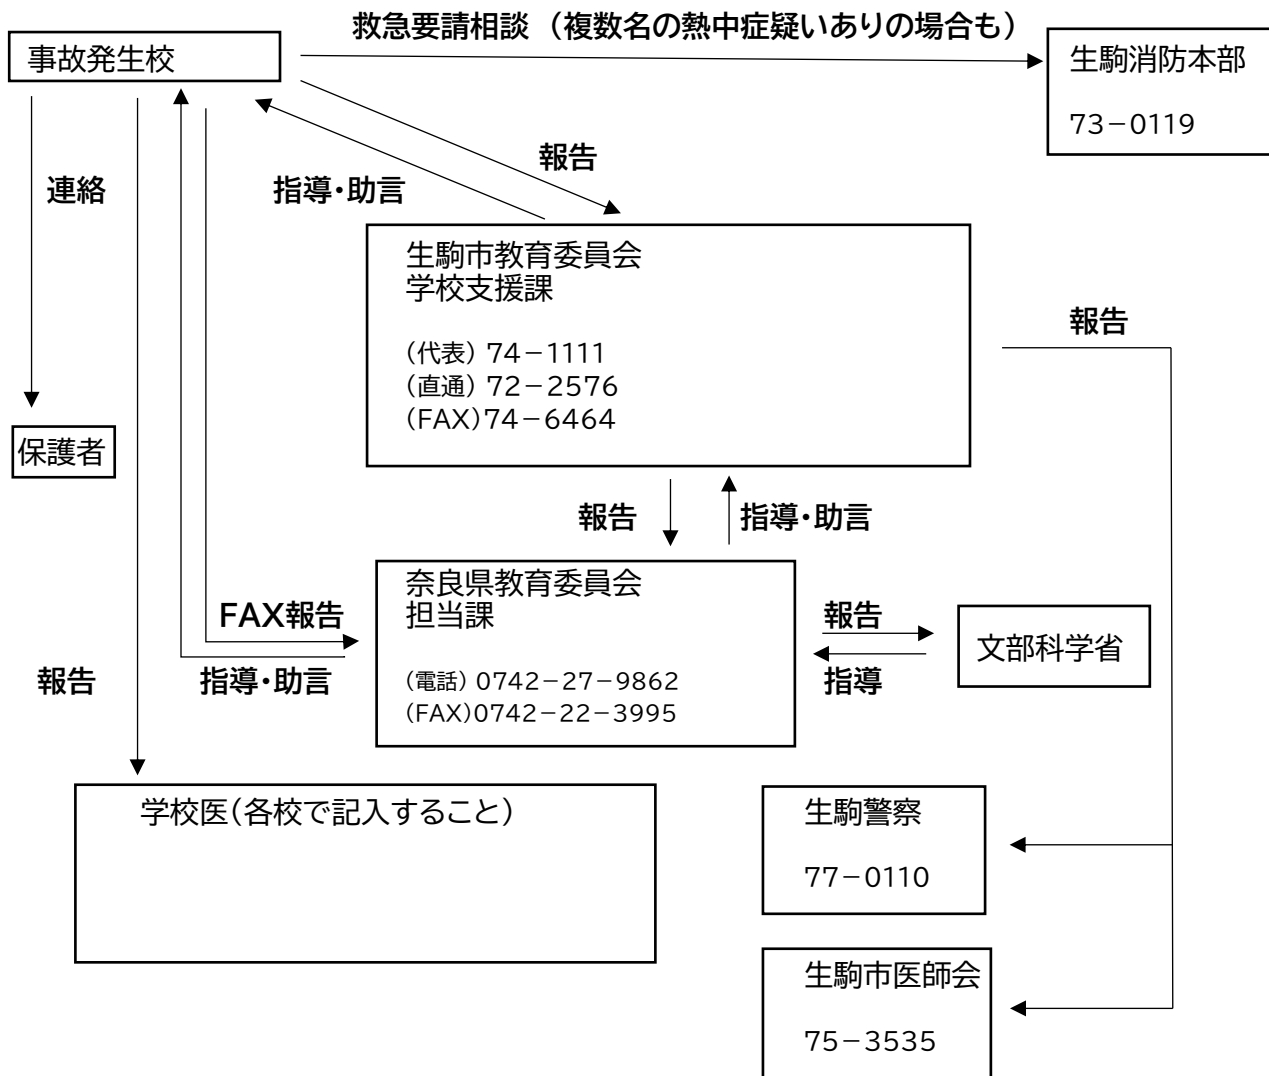 救急要請相談 （複数名の熱中症疑いありの場合も）
事故発生校
生駒消防本部
73－0119
報告
連絡
指導・助言
生駒市教育委員会
学校支援課
（代表） 74－1111
（直通） 72－2576
（FAX）74－6464
報告
保護者
報告
指導・助言
奈良県教育委員会
担当課
（電話） 0742－27－9862
（FAX）0742－22－3995
FAX報告
指導・助言
報告
指導
文部科学省
報告
学校医（各校で記入すること）
生駒警察
77－0110
生駒市医師会
75－3535